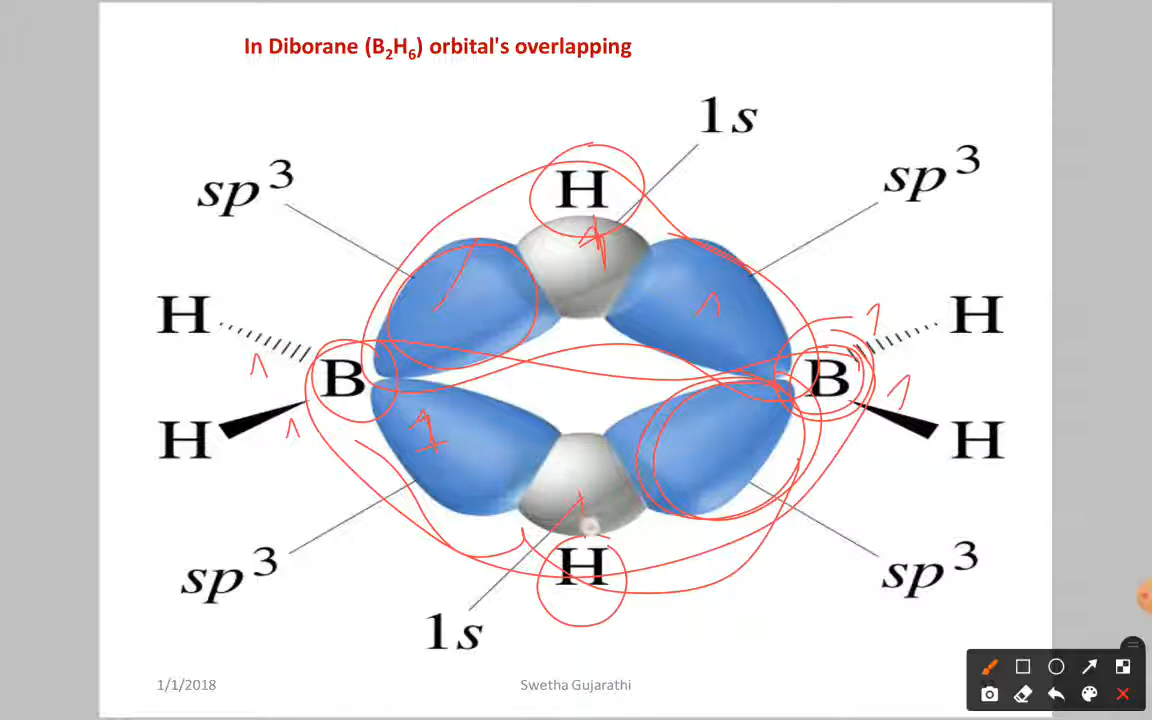 In Diborane (B₂H₆) orbital's overlapping
1s
sp³
H
sp³
H
H
B
B
H
H
sp³
H
sp³
1s
1/1/2018
Swetha Gujarathi